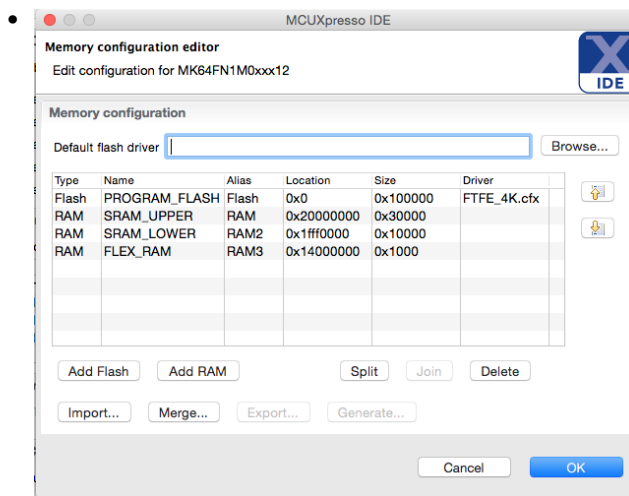 MCUXpresso IDE
Memory configuration editor
Edit configuration for MK64FN1M0xxx12
IDE
Memory configuration
Default flash driver Browse...
Type Name Alias Location Size Driver
Flash PROGRAM_FLASH Flash 0x0 0x100000 FTFE_4K.cfx
RAM SRAM_UPPER RAM 0x20000000 0x30000
RAM SRAM_LOWER RAM2 0x1fff0000 0x10000
RAM FLEX_RAM RAM3 0x14000000 0x1000
Add Flash Add RAM Split Join Delete
Import... Merge... Export... Generate...
Cancel OK